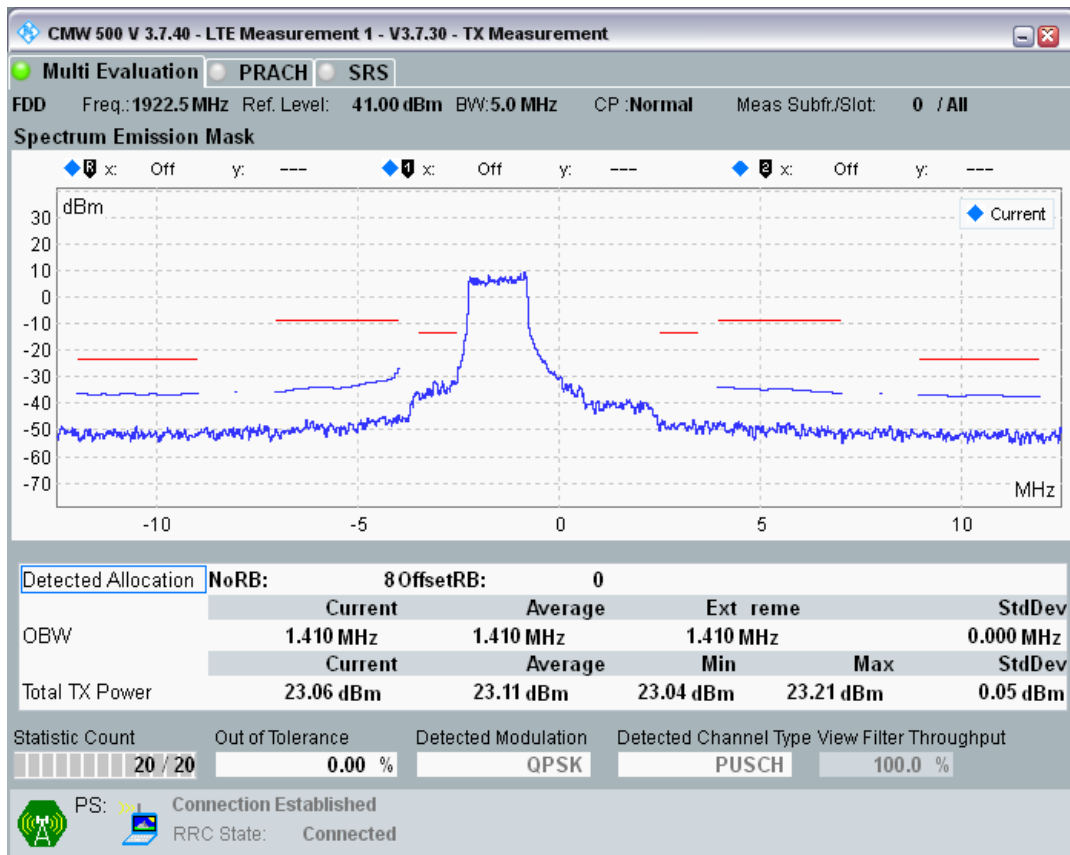 CMW 500 V 3.7.40 - LTE Measurement 1 - V3.7.30 - TX Measurement
Multi Evaluation PRACH SRS
FDD Freq.: 1922.5 MHz Ref. Level: 41.00 dBm BW: 5.0 MHz CP : Normal Meas Subfr./Slot: 0 / All
Spectrum Emission Mask
R x: Off y: --- 1 x: Off y: --- 2 x: Off y: ---
dBm
Current
30
20
10
0
-10
-20
-30
-40
-50
-60
-70
MHz
-10 -5 0 5 10
Detected Allocation NoRB: 8 OffsetRB: 0
Current Average Ext reme StdDev
OBW 1.410 MHz 1.410 MHz 1.410 MHz 0.000 MHz
Current Average Min Max StdDev
Total TX Power 23.06 dBm 23.11 dBm 23.04 dBm 23.21 dBm 0.05 dBm
Statistic Count Out of Tolerance Detected Modulation Detected Channel Type View Filter Throughput
20 / 20 0.00 % QPSK PUSCH 100.0 %
PS: Connection Established
RRC State: Connected